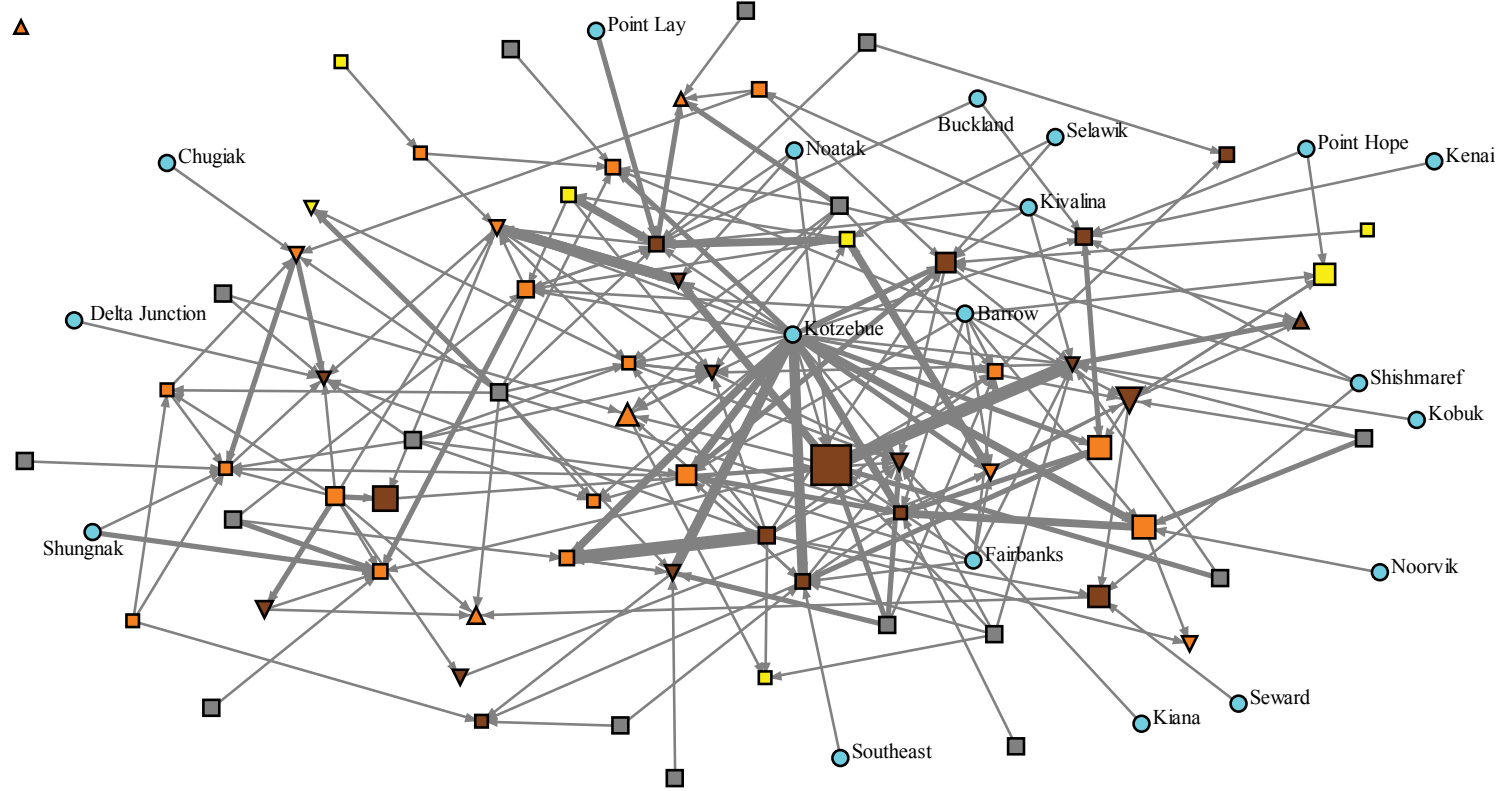 Point Lay
Buckland
Selawik
Noatak
Point Hope
Kenai
Chugiak
Kivalina
Delta Junction
Barrow
Kotzebue
Shishmaref
Kobuk
Shungnak
Fairbanks
Noorvik
Seward
Kiana
Southeast